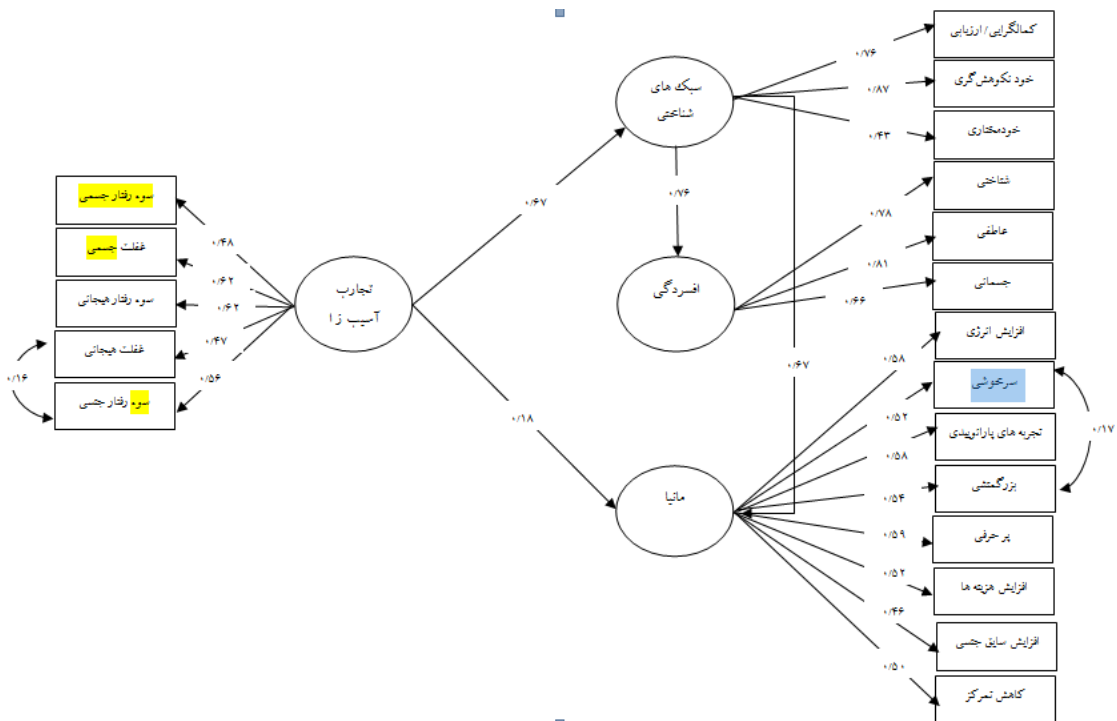 کمالگرایی/ ارزیابی
خود نکوهش‌گری
خودمختاری
شناختی
عاطفی
جسمانی
افزایش انرژی
سرخوشی
تجربه های پارانوییدی
بزرگمنشی
پر حرفی
افزایش هزینه ها
افزایش سایق جنسی
کاهش تمرکز
۰/۷۶
۰/۸۷
۰/۴۳
۰/۷۸
۰/۸۱
۰/۶۶
۰/۵۸
۰/۵۲
۰/۵۸
۰/۵۴
۰/۵۹
۰/۵۲
۰/۴۶
۰/۵۰
۰/۱۷
سبک های
شناختی
۰/۷۶
افسردگی
۰/۶۷
مانیا
۰/۶۷
۰/۱۸
تجارب
آسیب ز ا
۰/۴۸
۰/۶۲
۰/۶۲
۰/۴۷
۰/۵۶
سوء رفتار جسمی
غفلت جسمی
سوء رفتار هیجانی
غفلت هیجانی
سوء رفتار جنسی
۰/۱۶